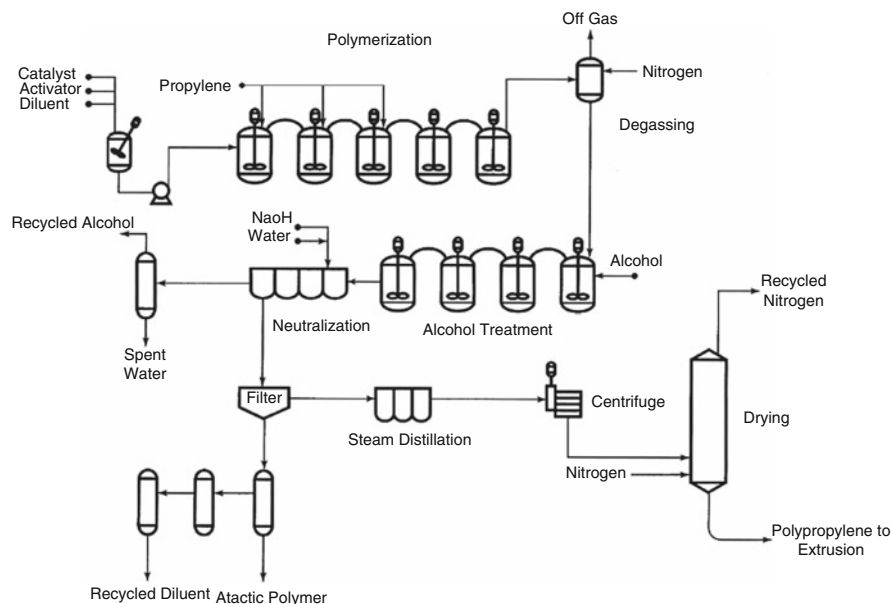 Off Gas
Polymerization
Catalyst
Activator
Diluent
Propylene
Nitrogen
Degassing
Recycled Alcohol
NaoH
Water
Alcohol
Recycled
Nitrogen
Neutralization
Alcohol Treatment
Spent
Water
Filter
Centrifuge
Drying
Steam Distillation
Nitrogen
Polypropylene to
Extrusion
Recycled Diluent
Atactic Polymer